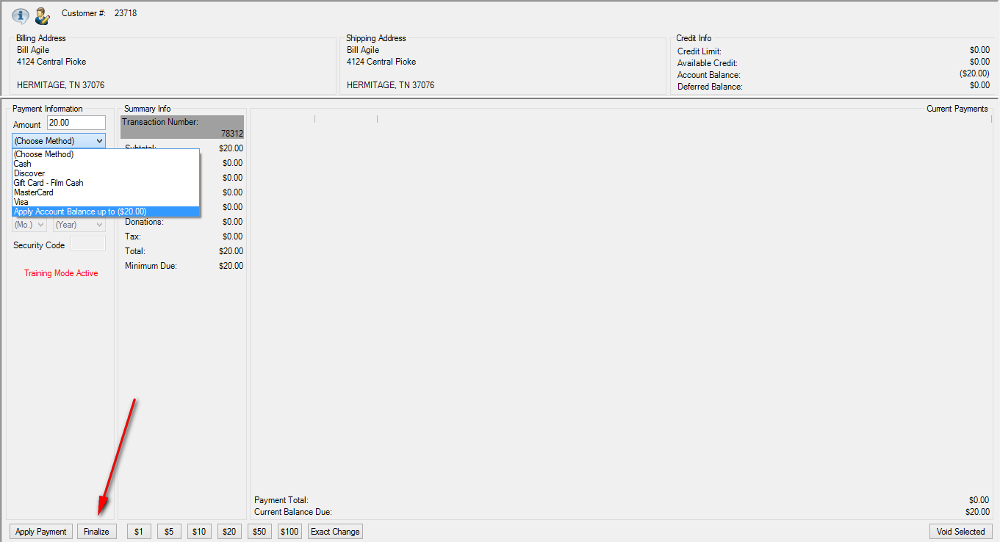 Customer #: 23718
Billing Address
Bill Agile
4124 Central Pioke
HERMITAGE, TN 37076
Shipping Address
Bill Agile
4124 Central Pioke
HERMITAGE, TN 37076
Credit Info
Credit Limit: $0.00
Available Credit: $0.00
Account Balance: ($20.00)
Deferred Balance: $0.00
Payment Information
Amount 20.00
(Choose Method)
(Choose Method)
Cash
Discover
Gift Card - Film Cash
MasterCard
Visa
Apply Account Balance up to ($20.00)
(Mo.) (Year)
Security Code
Training Mode Active
Summary Info
Transaction Number:
78312
Subtotal: $20.00
$0.00
$0.00
$0.00
$0.00
Donations: $0.00
Tax: $0.00
Total: $20.00
Minimum Due: $20.00
Current Payments
Payment Total: $0.00
Current Balance Due: $20.00
Apply Payment Finalize $1 $5 $10 $20 $50 $100 Exact Change Void Selected